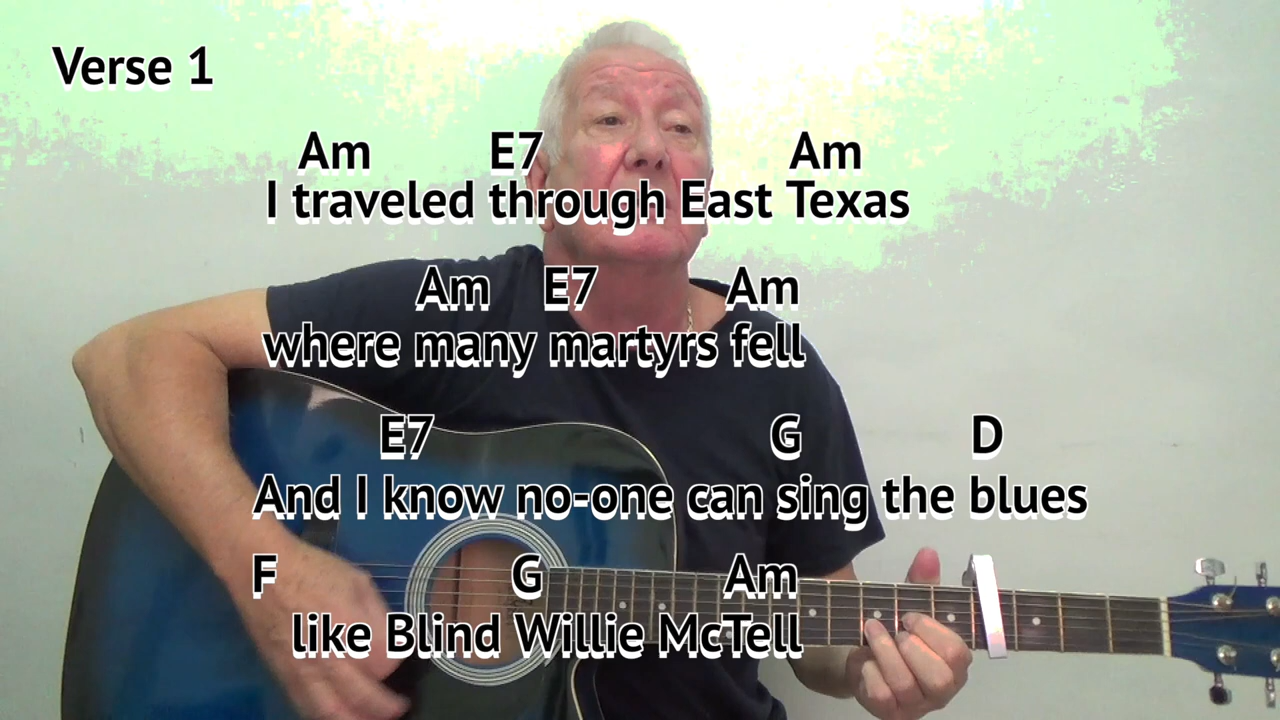 Verse 1
Am E7 Am
I traveled through East Texas
Am E7 Am
where many martyrs fell
E7 G D
And I know no-one can sing the blues
F G Am
like Blind Willie McTell